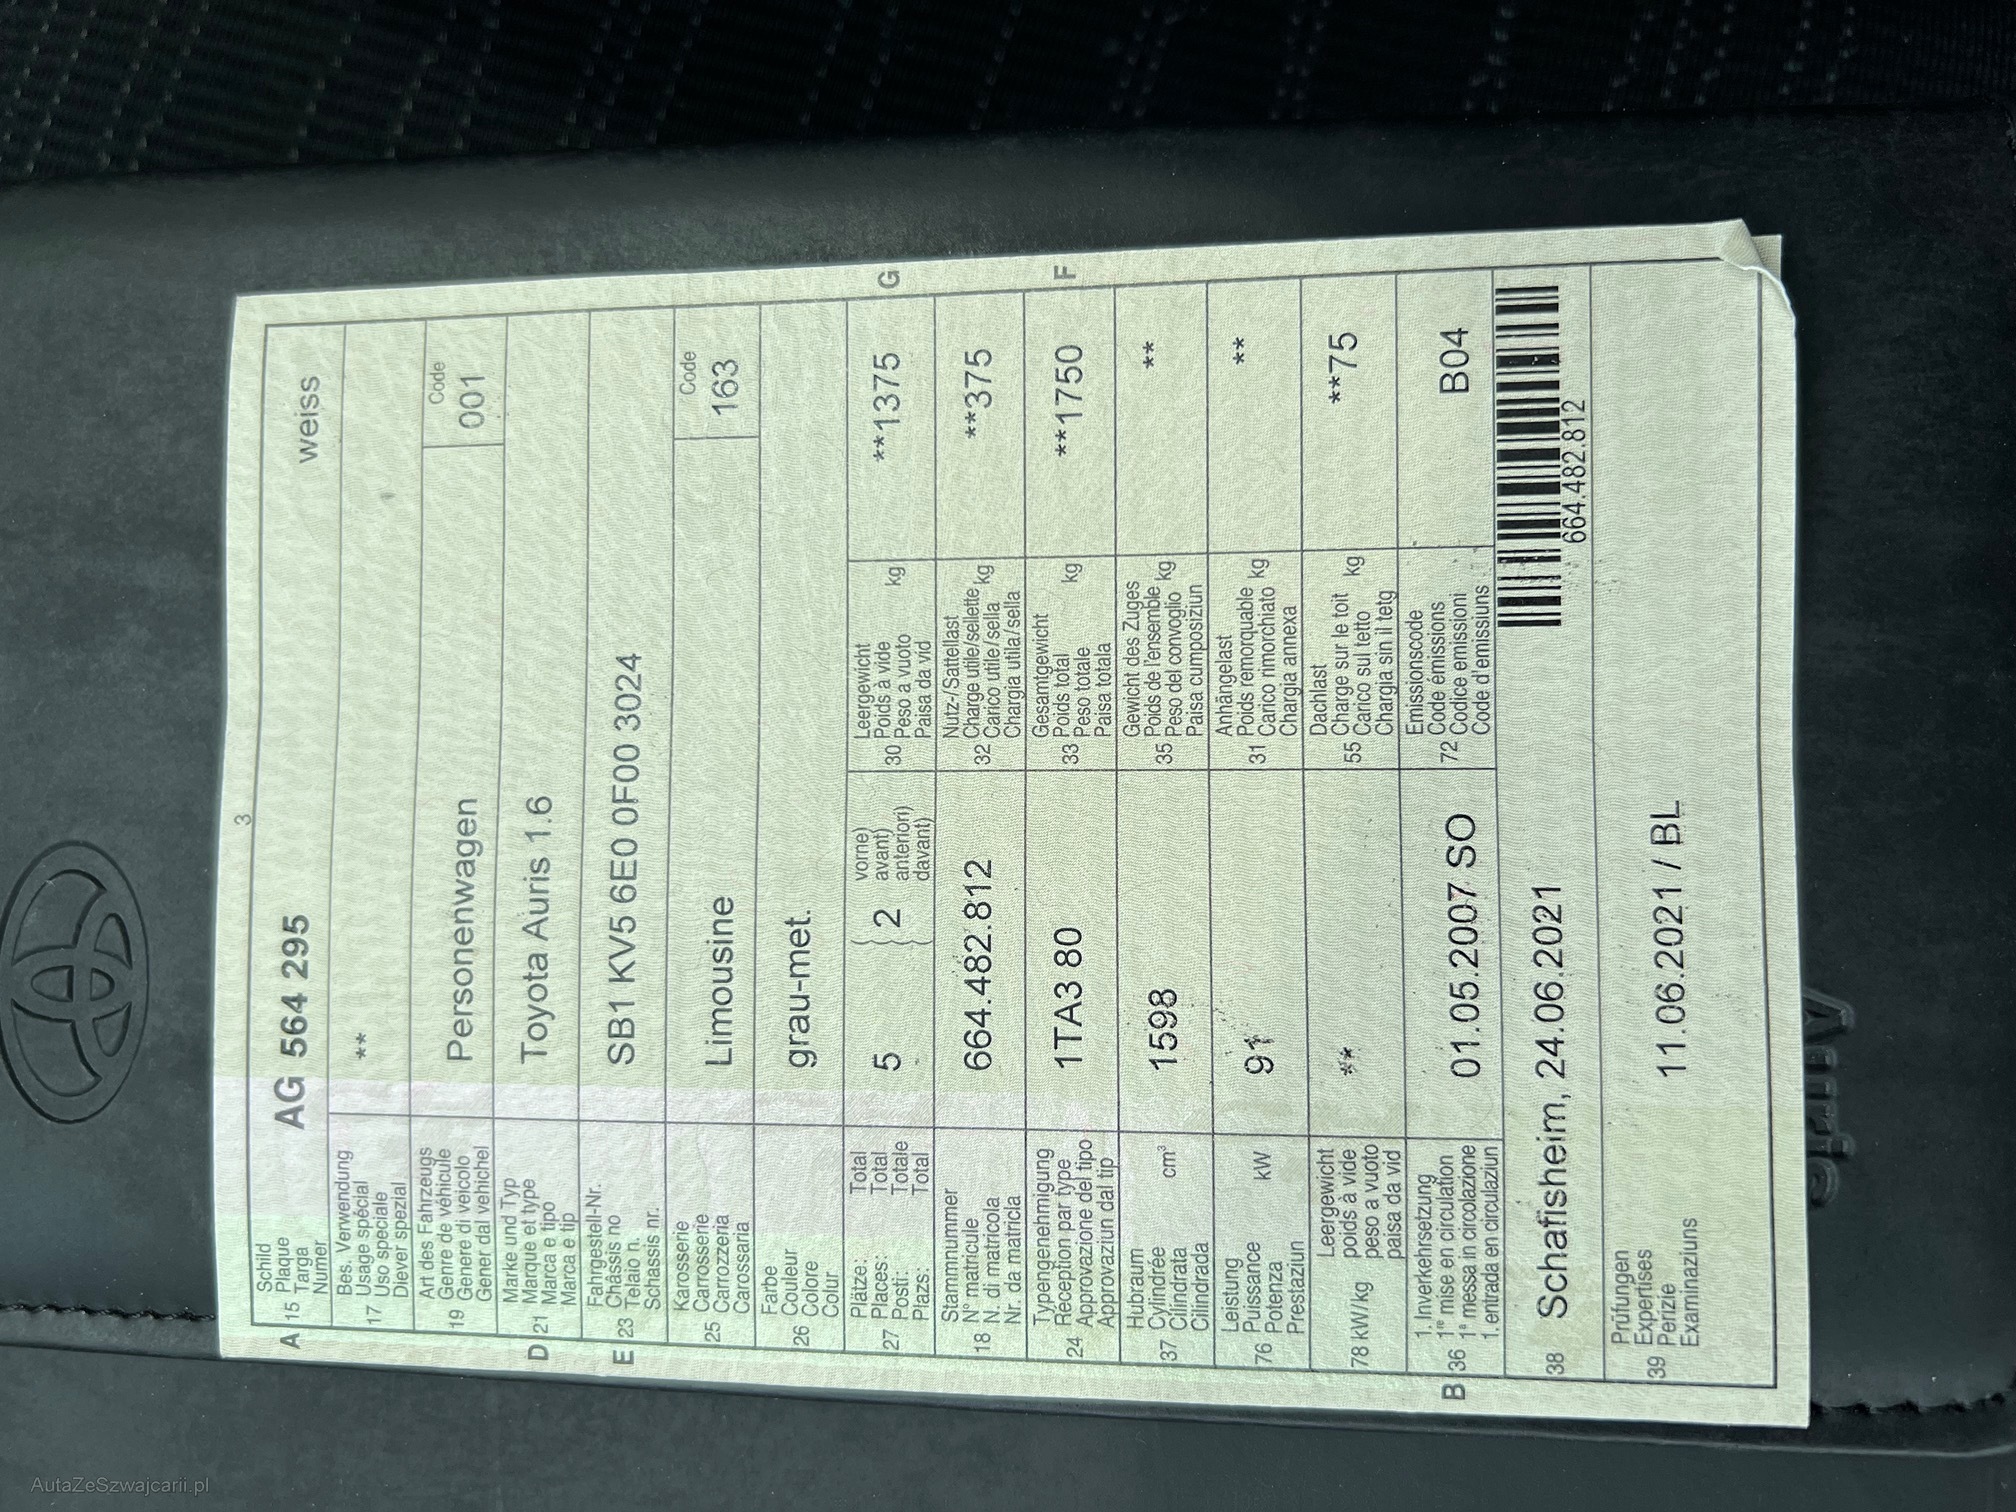 3
Schild
A 15 Plaque AG 564 295 weiss
Targa
Numer
Bes. Verwendung
17 Usage spécial **
Uso speciale
Diever spezial
Art des Fahrzeugs Code
19 Genre de véhicule Personenwagen 001
Genere di veicolo
Gener dal vehichel
Marke und Typ
D 21 Marque et type Toyota Auris 1.6
Marca e tipo
Marca e tip
Fahrgestell-Nr.
E 23 Châssis no SB1 KV5 6E0 0F00 3024
Telaio n.
Schassis nr.
Karosserie Code
25 Carrosserie Limousine 163
Carrozzeria
Carossaria
Farbe
26 Couleur grau-met.
Colore
Colur
Plätze: Total vorne) Leergewicht
27 Places: Total 5 { 2 avant) 30 Poids à vide kg **1375 G
Posti: Totale anteriori) Peso a vuoto
Plazs: Total davant) Paisa da vid
Stammnummer Nutz-/Sattellast
18 N° matricule 664.482.812 32 Charge utile/sellette kg **375
N. di matricola Carico utile/sella
Nr. da matricla Chargia utila/sella
Typengenehmigung Gesamtgewicht
24 Réception par type 1TA3 80 33 Poids total kg **1750 F
Approvazione del tipo Peso totale
Approvaziun dal tip Paisa totala
Hubraum Gewicht des Zuges
37 Cylindrée cm³ 1598 35 Poids de l'ensemble kg **
Cilindrata Peso del convoglio
Cilindrada Paisa cumposiziun
Leistung Anhängelast
76 Puissance kW 91 31 Poids remorquable kg **
Potenza Carico rimorchiato
Prestaziun Chargia annexa
Leergewicht Dachlast
78 kW/kg poids à vide ** 55 Charge sur le toit kg **75
peso a vuoto Carico sul tetto
paisa da vid Chargia sin il tetg
1. Inverkehrsetzung Emissionscode
B 36 1re mise en circulation 01.05.2007 SO 72 Code émissions B04
1a messa in circolazione Codice emissioni
1. entrada en circulaziun Code d'emissiuns
38 Schafisheim, 24.06.2021
664.482.812
Prüfungen
39 Expertises 11.06.2021 / BL
Perizie
Examinaziuns
AutaZeSzwajcarii.pl